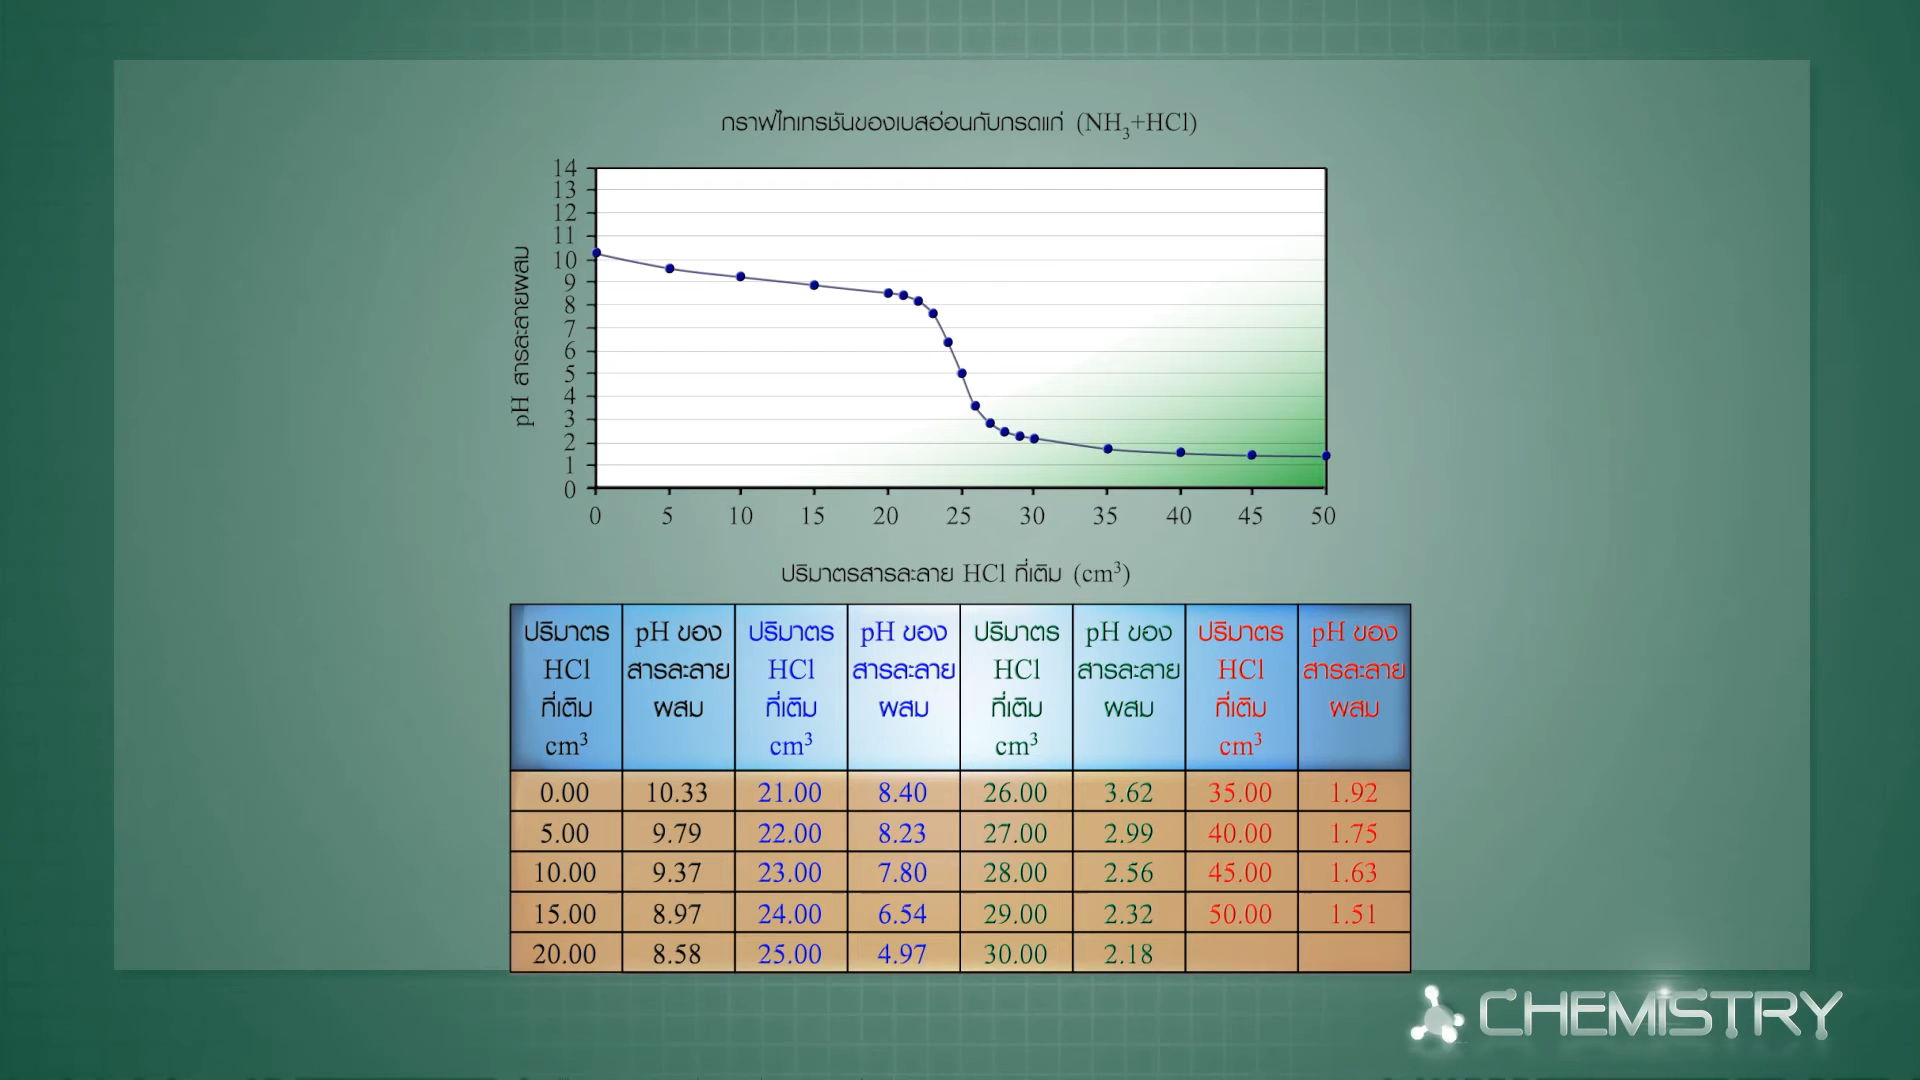 กราฟไทเทรชันของเบสอ่อนกับกรดแก่ (NH₃+HCl)
14
13
12
11
10
9
8
7
6
5
4
3
2
1
0
pH สารละลายผสม
0 5 10 15 20 25 30 35 40 45 50
ปริมาตรสารละลาย HCl ที่เติม (cm³)
ปริมาตร pH ของ ปริมาตร pH ของ ปริมาตร pH ของ ปริมาตร pH ของ
HCl สารละลาย HCl สารละลาย HCl สารละลาย HCl สารละลาย
ที่เติม ผสม ที่เติม ผสม ที่เติม ผสม ที่เติม ผสม
cm³ cm³ cm³ cm³
0.00 10.33 21.00 8.40 26.00 3.62 35.00 1.92
5.00 9.79 22.00 8.23 27.00 2.99 40.00 1.75
10.00 9.37 23.00 7.80 28.00 2.56 45.00 1.63
15.00 8.97 24.00 6.54 29.00 2.32 50.00 1.51
20.00 8.58 25.00 4.97 30.00 2.18
CHEMISTRY